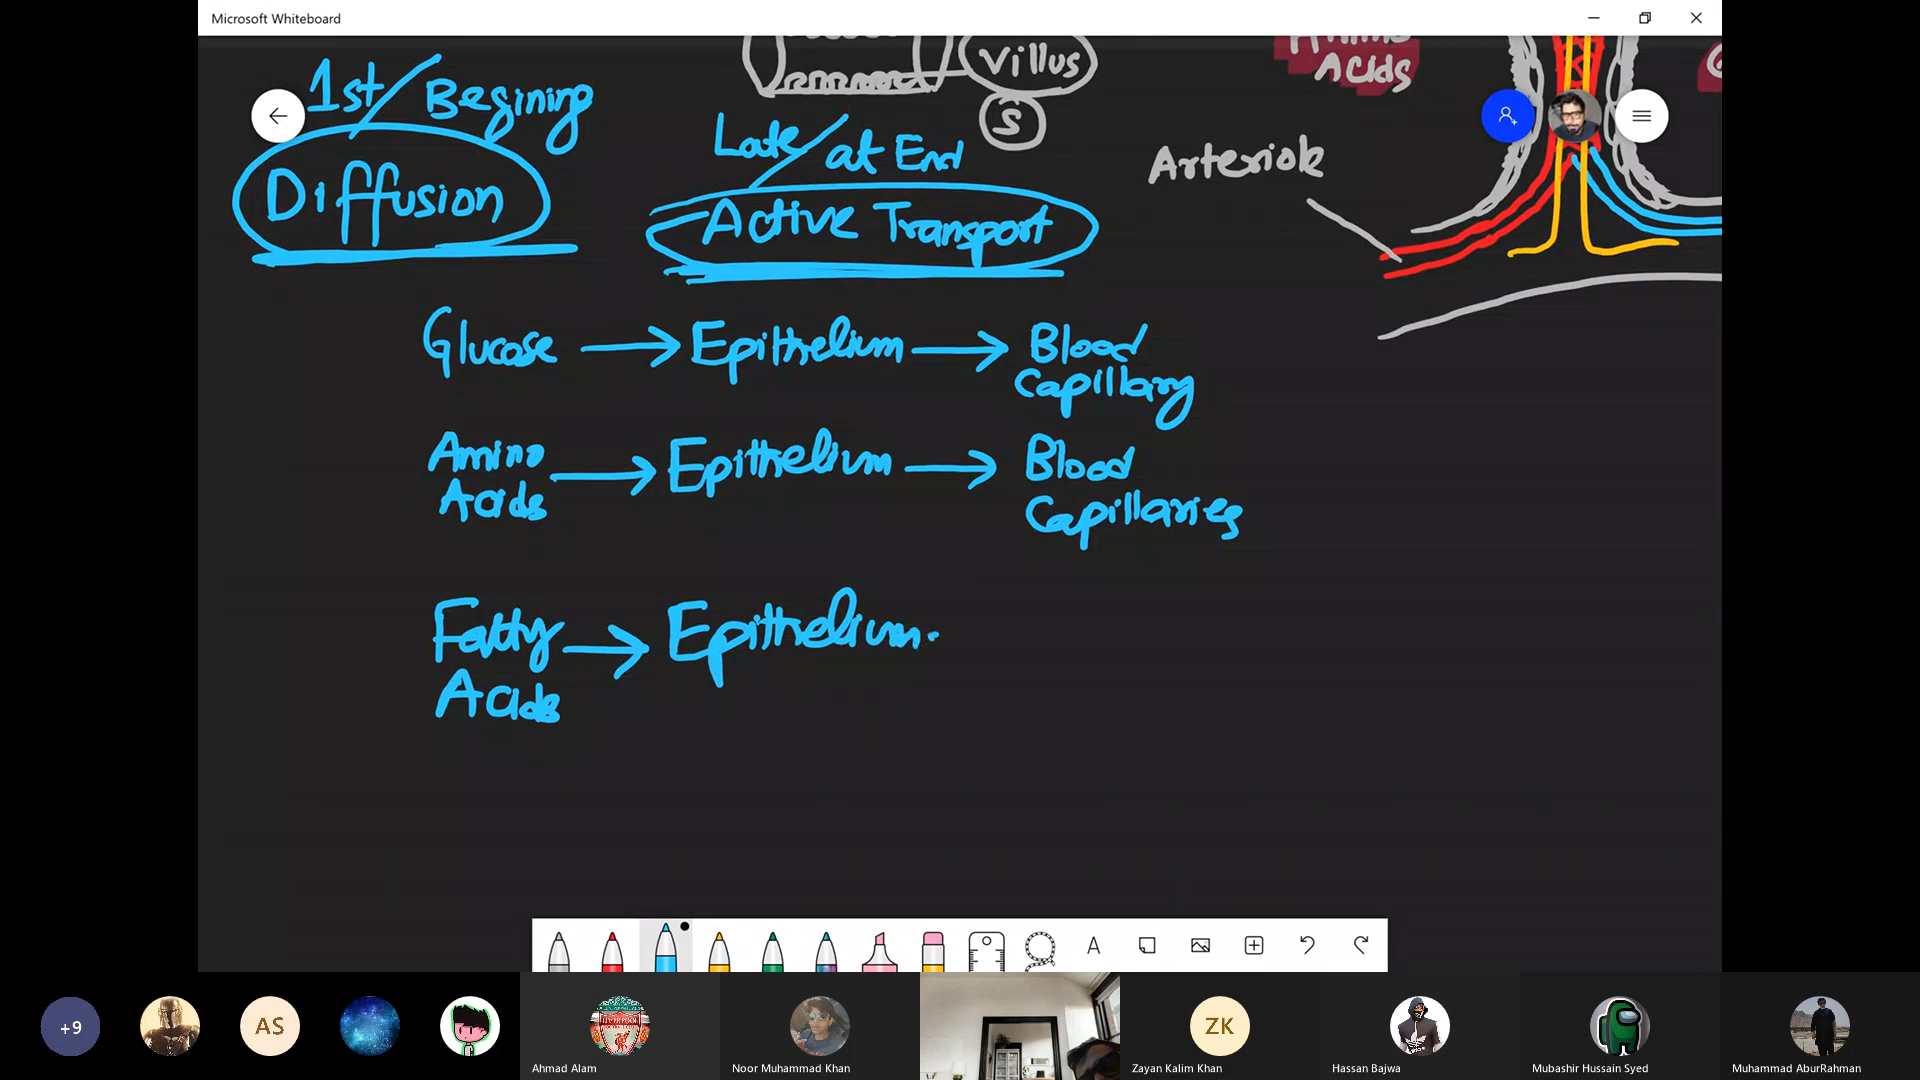 Microsoft Whiteboard
1st/Begining
Diffusion
Late/at End
Active Transport
Villus
S
Acids
Arteriole
Glucose → Epithelium → Blood
Capillary
Amino → Epithelium → Blood
Acids
Capillaries
Fatty → Epithelium.
Acids
+9
AS
LIVERPOOL
Ahmad Alam
Noor Muhammad Khan
ZK
Zayan Kalim Khan
Hassan Bajwa
Mubashir Hussain Syed
Muhammad AburRahman